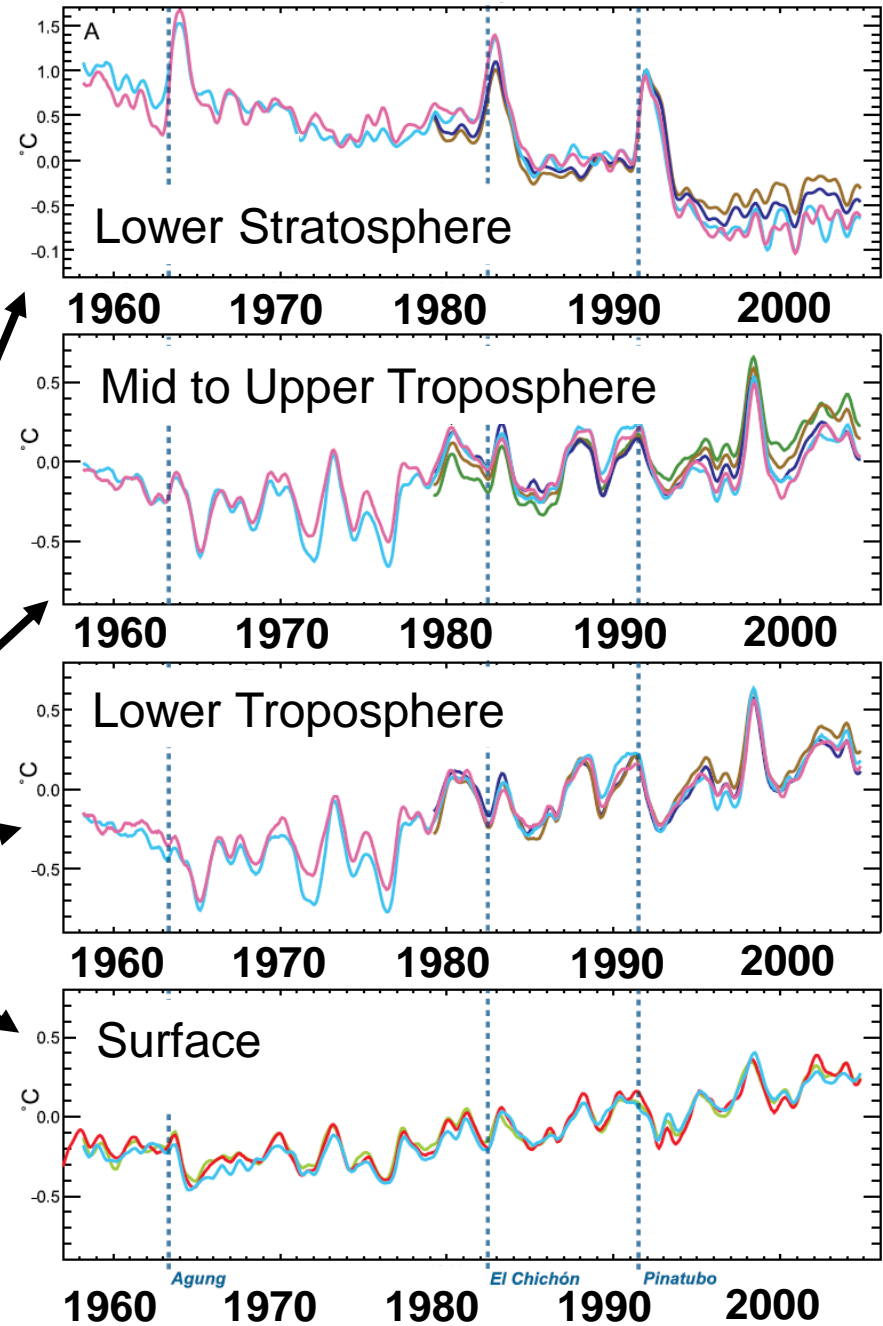 A
1.5
1.0
0.5
0.0
-0.5
-0.1
°C
Lower Stratosphere
1960 1970 1980 1990 2000
Mid to Upper Troposphere
0.5
0.0
-0.5
°C
1960 1970 1980 1990 2000
Lower Troposphere
0.5
0.0
-0.5
°C
1960 1970 1980 1990 2000
Surface
0.5
0.0
-0.5
°C
Agung El Chichón Pinatubo
1960 1970 1980 1990 2000